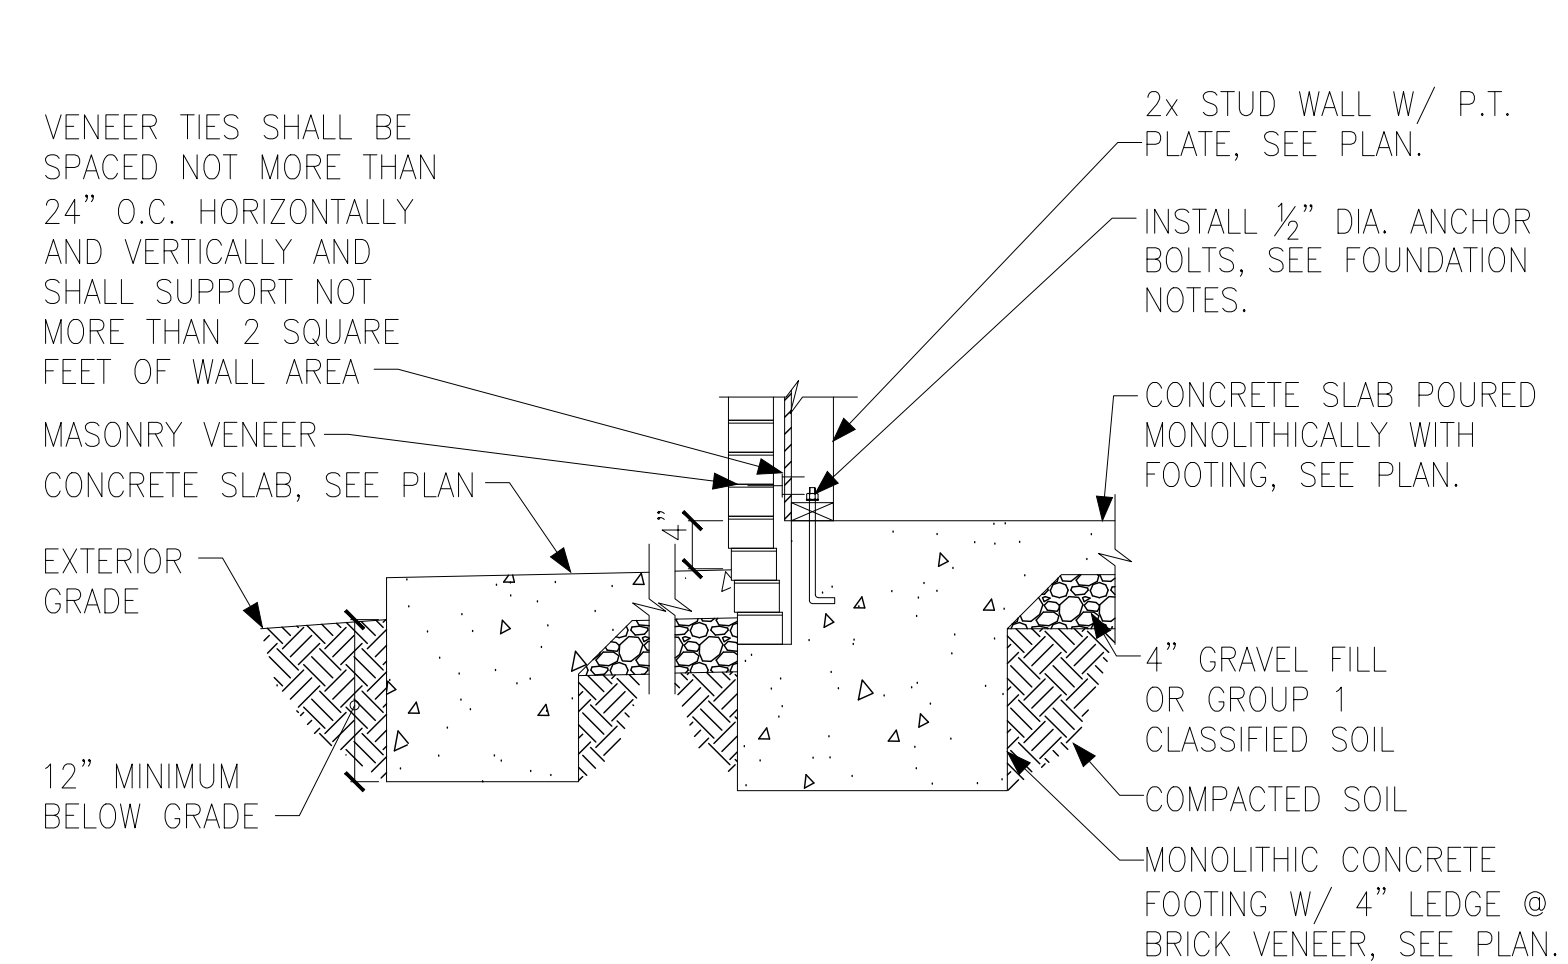 VENEER TIES SHALL BE
SPACED NOT MORE THAN
24” O.C. HORIZONTALLY
AND VERTICALLY AND
SHALL SUPPORT NOT
MORE THAN 2 SQUARE
FEET OF WALL AREA
MASONRY VENEER
CONCRETE SLAB, SEE PLAN
EXTERIOR
GRADE
12” MINIMUM
BELOW GRADE
4”
2x STUD WALL W/ P.T.
PLATE, SEE PLAN.
INSTALL ½” DIA. ANCHOR
BOLTS, SEE FOUNDATION
NOTES.
CONCRETE SLAB POURED
MONOLITHICALLY WITH
FOOTING, SEE PLAN.
4” GRAVEL FILL
OR GROUP 1
CLASSIFIED SOIL
COMPACTED SOIL
MONOLITHIC CONCRETE
FOOTING W/ 4” LEDGE @
BRICK VENEER, SEE PLAN.